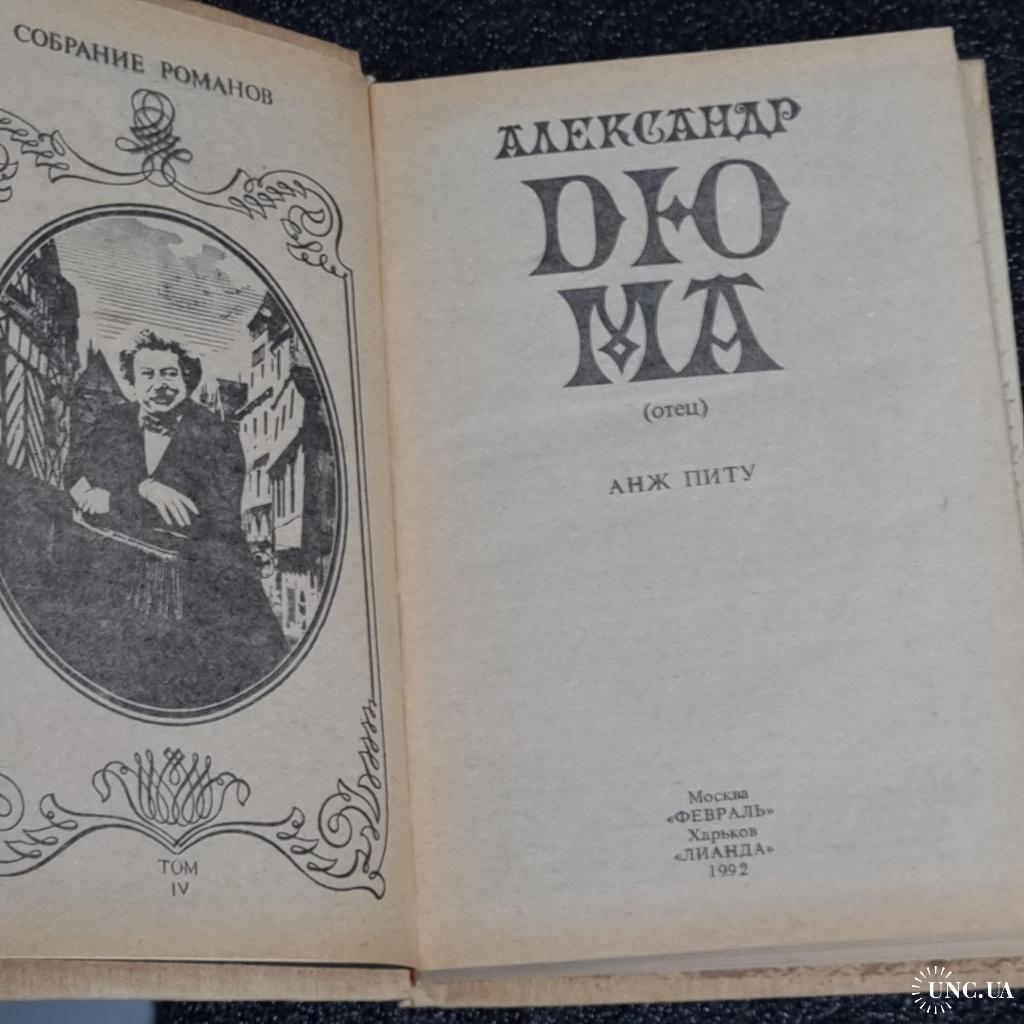 СОБРАНИЕ РОМАНОВ
ТОМ
IV
АЛЕКСАНДР
ДЮ
МА
(отец)
АНЖ ПИТУ
Москва
«ФЕВРАЛЬ»
Харьков
«ЛИАНДА»
1992
UNC.UA